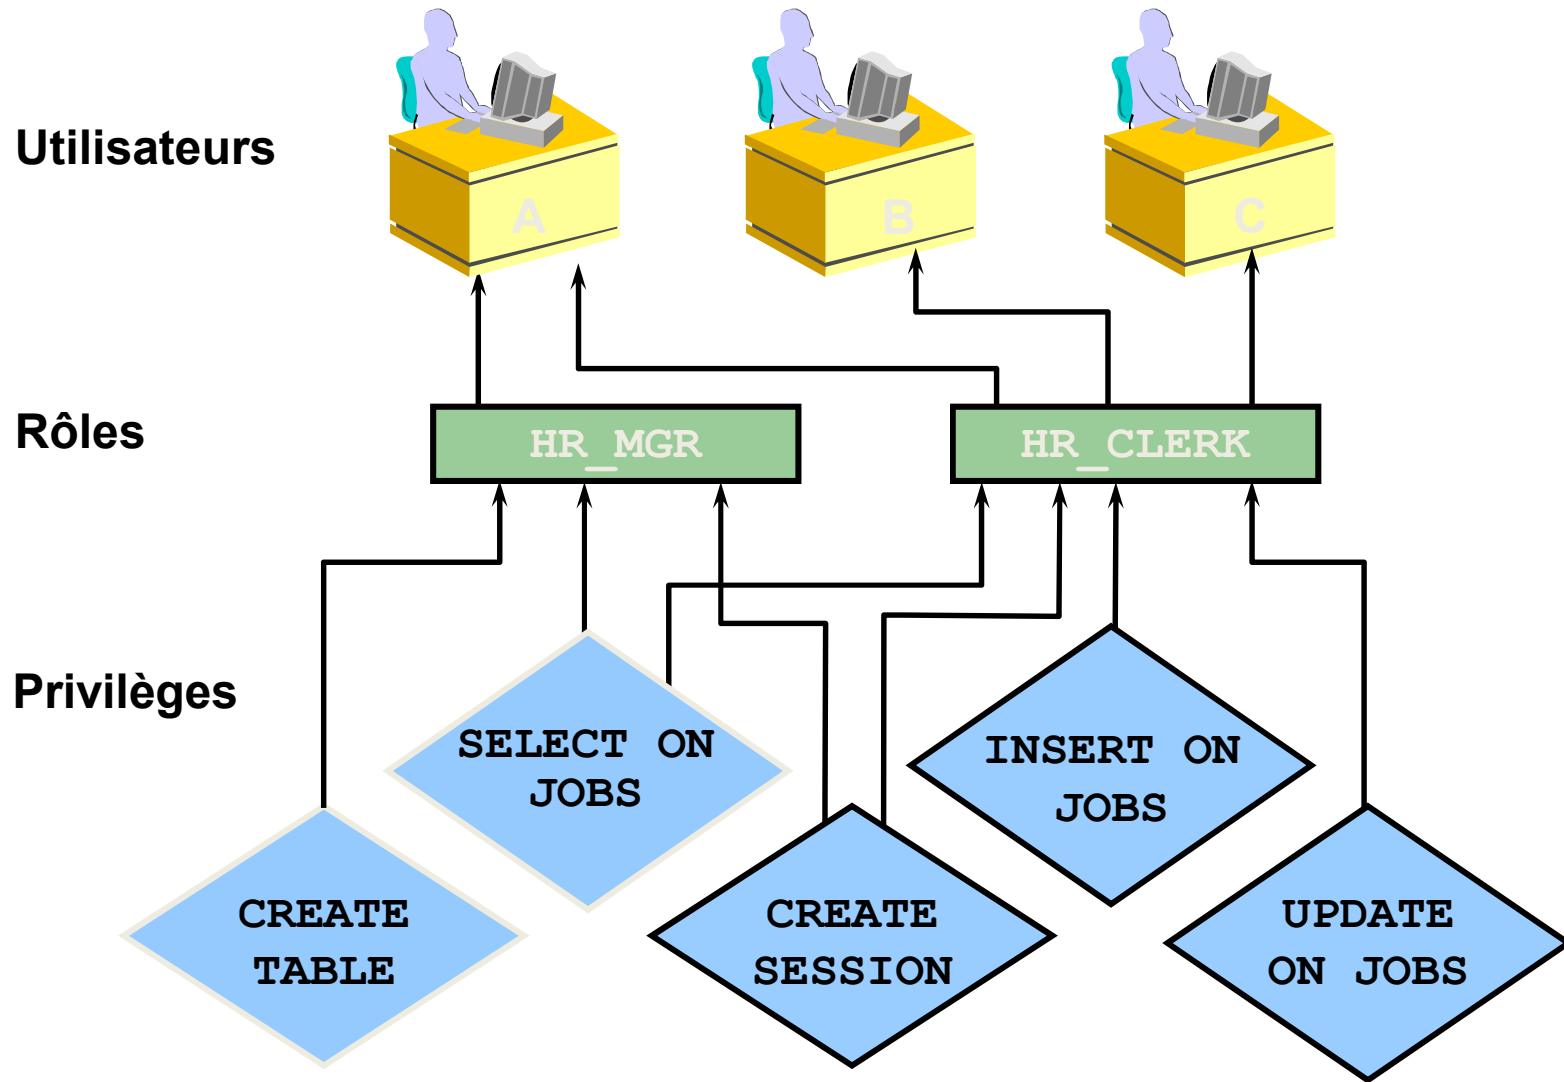 Utilisateurs
A
B
C
Rôles
HR_MGR
HR_CLERK
Privilèges
SELECT ON
JOBS
INSERT ON
JOBS
CREATE
TABLE
CREATE
SESSION
UPDATE
ON JOBS